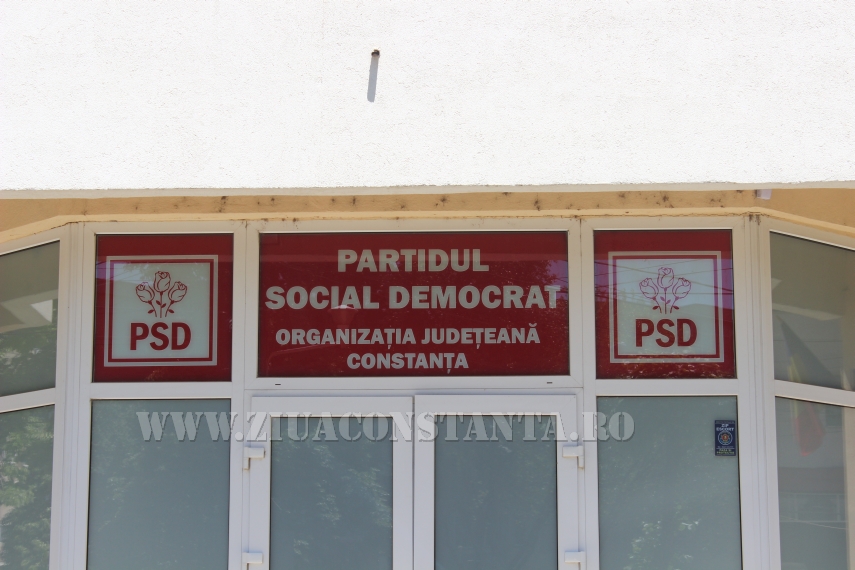 PARTIDUL
SOCIAL DEMOCRAT
ORGANIZAȚIA JUDEȚEANĂ
CONSTANȚA
PSD
PSD
WWW.ZIUACONSTANTA.RO